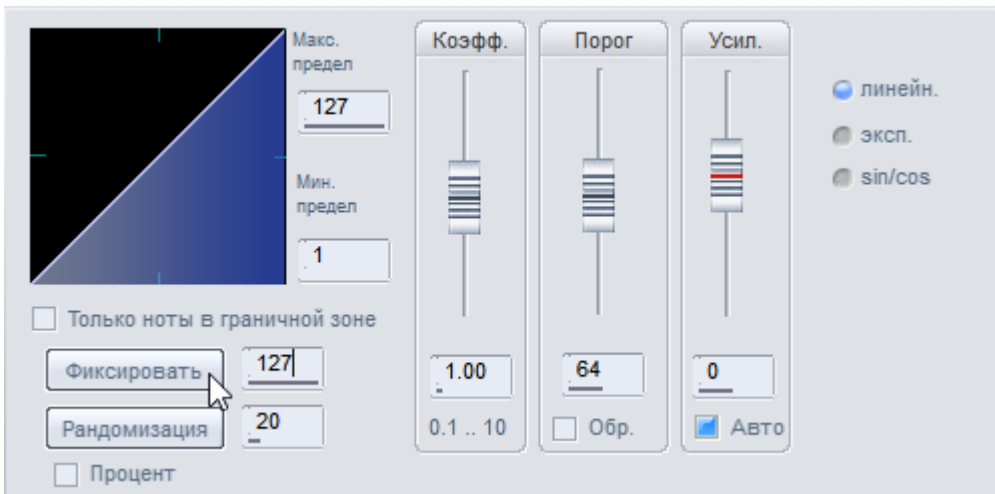 Макс.
предел
127
Мин.
предел
1
Только ноты в граничной зоне
Фиксировать 127
Рандомизация 20
Процент
Коэфф.
1.00
0.1 .. 10
Порог
64
Обр.
Усил.
0
Авто
линейн.
эксп.
sin/cos